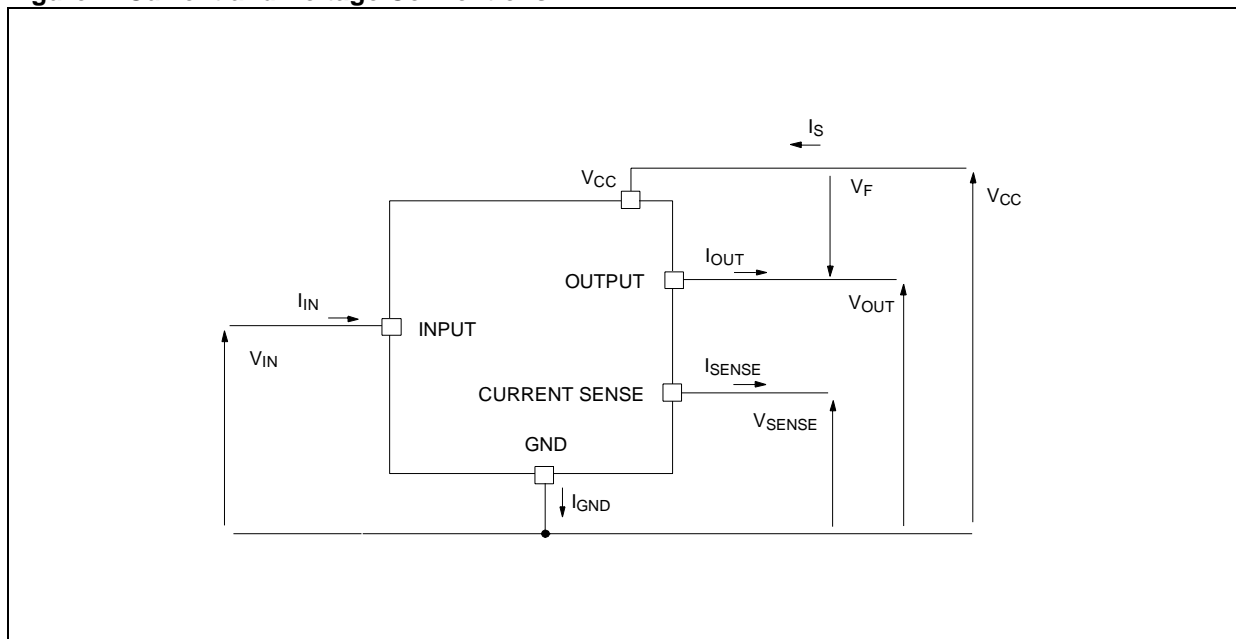 IS
VCC
VF
VCC
IOUT
OUTPUT
VOUT
IIN
INPUT
VIN
ISENSE
CURRENT SENSE
VSENSE
GND
IGND